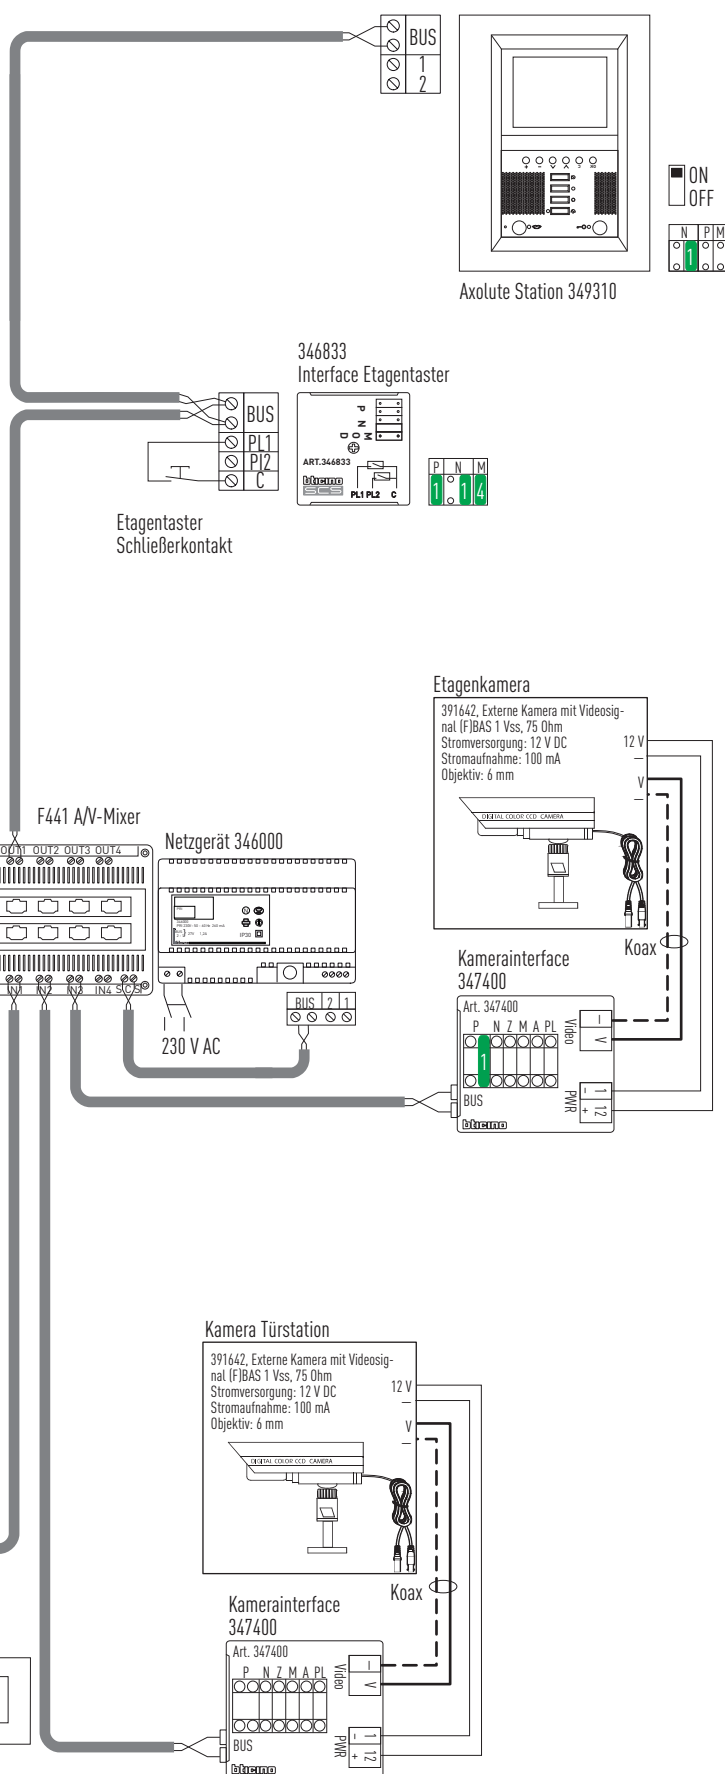 BUS
1
2
ON
OFF
N P M
1
Axolute Station 349310
346833
Interface Etagentaster
BUS
PL1
Pl2
C
P N M
O
D
ART.346833
bticino
SCS
PL1 PL2 C
P N M
1 1 4
Etagentaster
Schließerkontakt
Etagenkamera
391642, Externe Kamera mit Videosig-
nal (F)BAS 1 Vss, 75 Ohm
Stromversorgung: 12 V DC
Stromaufnahme: 100 mA
Objektiv: 6 mm
12 V
—
V
—
DIGITAL COLOR CCD CAMERA
Koax
F441 A/V-Mixer
OUT1 OUT2 OUT3 OUT4
IN1 IN2 IN3 IN4 SCS
Netzgerät 346000
IP30
BUS 2 1
230 V AC
Kamerainterface
347400
Art. 347400
P N Z M A PL
1
Video
– V
BUS
PWR
- 1
+ 12
bticino
Kamera Türstation
391642, Externe Kamera mit Videosig-
nal (F)BAS 1 Vss, 75 Ohm
Stromversorgung: 12 V DC
Stromaufnahme: 100 mA
Objektiv: 6 mm
12 V
—
V
—
DIGITAL COLOR CCD CAMERA
Koax
Kamerainterface
347400
Art. 347400
P N Z M A PL
Video
– V
BUS
PWR
- 1
+ 12
bticino